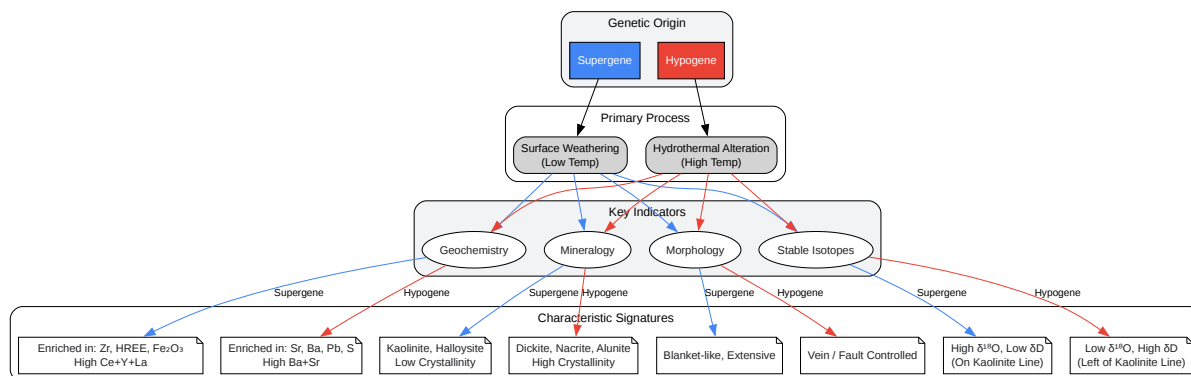 Genetic Origin
Supergene
Hypogene
Primary Process
Surface Weathering
(Low Temp)
Hydrothermal Alteration
(High Temp)
Key Indicators
Geochemistry
Mineralogy
Morphology
Stable Isotopes
Supergene
Hypogene
Supergene
Hypogene
Supergene
Hypogene
Supergene
Hypogene
Characteristic Signatures
Enriched in: Zr, HREE, Fe₂O₃
High Ce+Y+La
Enriched in: Sr, Ba, Pb, S
High Ba+Sr
Kaolinite, Halloysite
Low Crystallinity
Dickite, Nacrite, Alunite
High Crystallinity
Blanket-like, Extensive
Vein / Fault Controlled
High δ¹⁸O, Low δD
(On Kaolinite Line)
Low δ¹⁸O, High δD
(Left of Kaolinite Line)